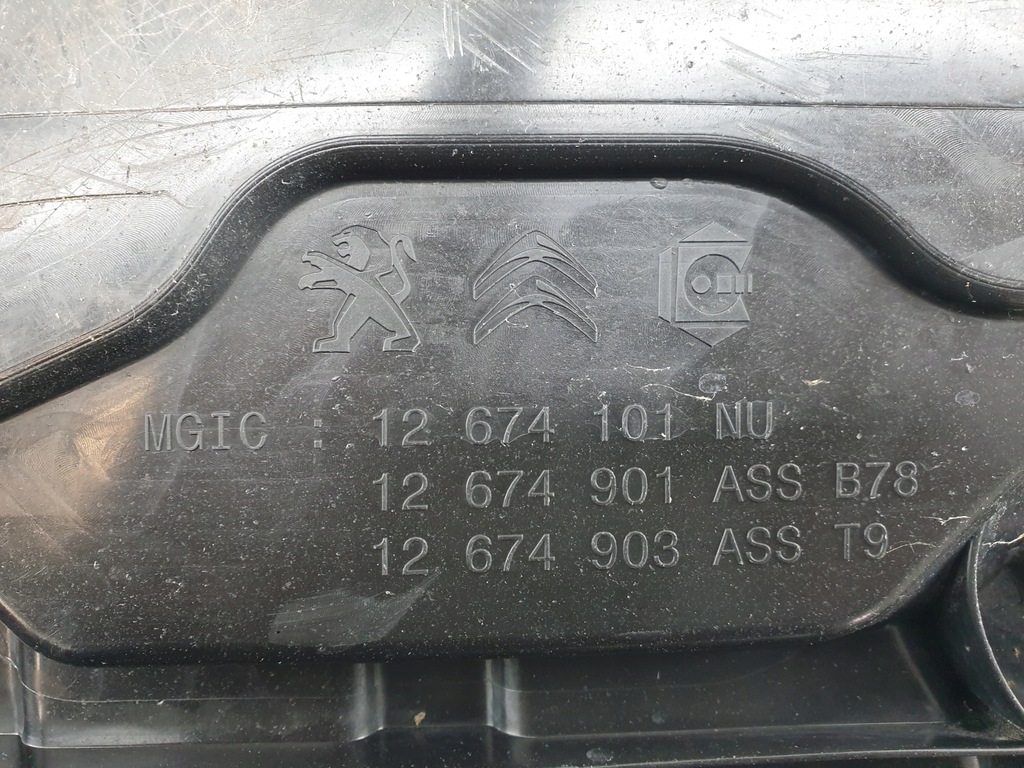 MGIC : 12 674 101 NU
12 674 901 ASS B78
12 674 903 ASS T9